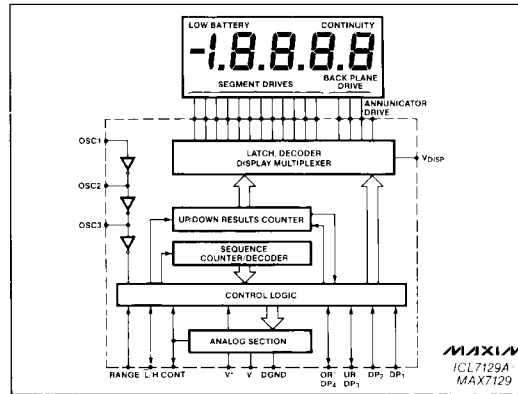 LOW BATTERY CONTINUITY
-1.8.8.8.8
SEGMENT DRIVES
BACK PLANE
DRIVE
ANNUNICATOR
DRIVE
OSC1
OSC2
OSC3
LATCH, DECODER
DISPLAY MULTIPLEXER
VDISP
UP/DOWN RESULTS COUNTER
SEQUENCE
COUNTER/DECODER
CONTROL LOGIC
ANALOG SECTION
RANGE L/H CONT V+ V DGND OR/DP4 UR/DP3 DP2 DP1
MAXIM
ICL7129A
MAX7129